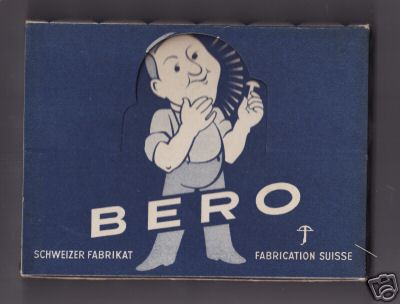 BERO
SCHWEIZER FABRIKAT
FABRICATION SUISSE